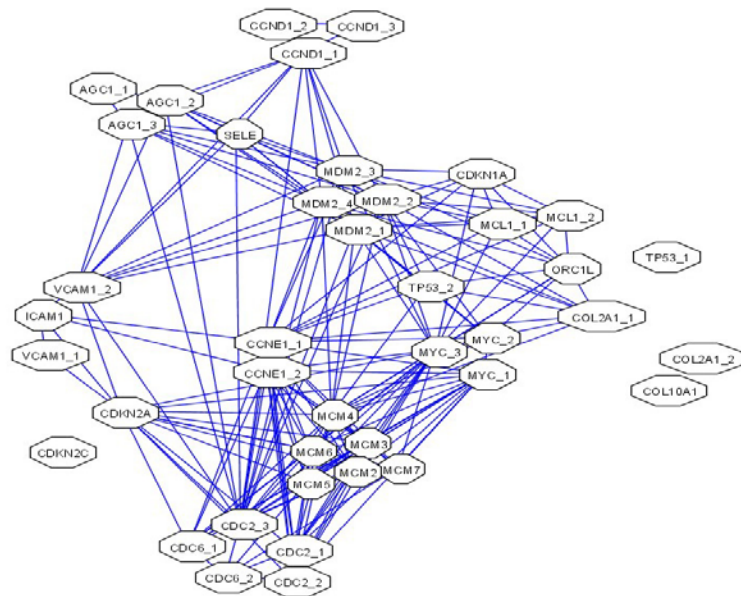 CCND1_2
CCND1_3
CCND1_1
AGC1_1
AGC1_2
AGC1_3
SELE
MDM2_3
CDKN1A
MDM2_4
MDM2_2
MCL1_2
MCL1_1
MDM2_1
TP53_1
ORC1L
VCAM1_2
TP53_2
ICAM1
COL2A1_1
MYC_2
CCNE1_1
VCAM1_1
MYC_3
COL2A1_2
CCNE1_2
MYC_1
COL10A1
CDKN2A
MCM4
MCM3
CDKN2C
MCM6
MCM2
MCM7
MCM5
CDC2_3
CDC6_1
CDC2_1
CDC6_2
CDC2_2